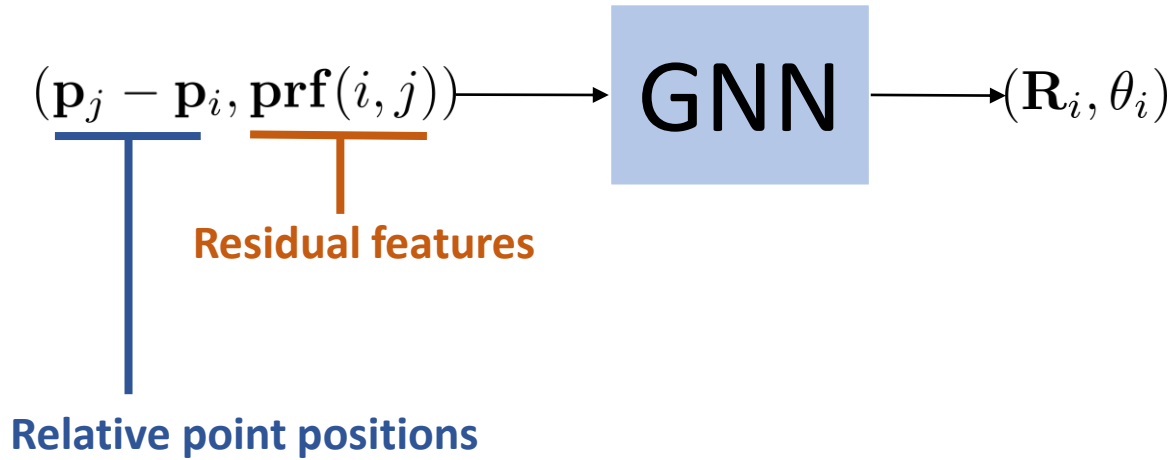 (𝐩ⱼ − 𝐩ᵢ, 𝐩𝐫𝐟(i, j)) GNN (𝐑ᵢ, θᵢ)
Residual features
Relative point positions